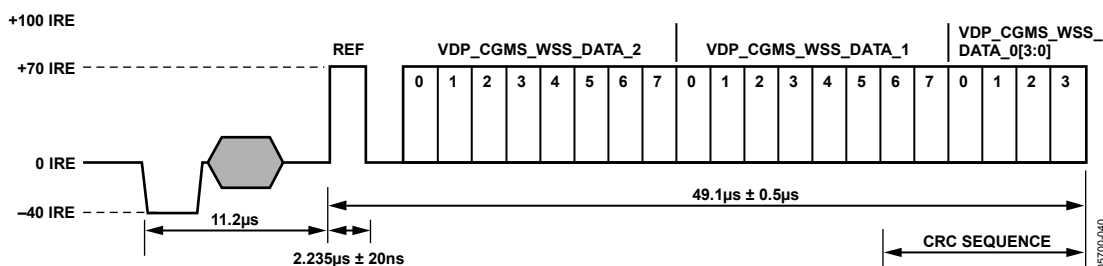 +100 IRE
REF
VDP_CGMS_WSS_DATA_2
VDP_CGMS_WSS_DATA_1
VDP_CGMS_WSS_
DATA_0[3:0]
+70 IRE
0 1 2 3 4 5 6 7 0 1 2 3 4 5 6 7 0 1 2 3
0 IRE
49.1µs ± 0.5µs
–40 IRE
11.2µs
CRC SEQUENCE
2.235µs ± 20ns
05700-040